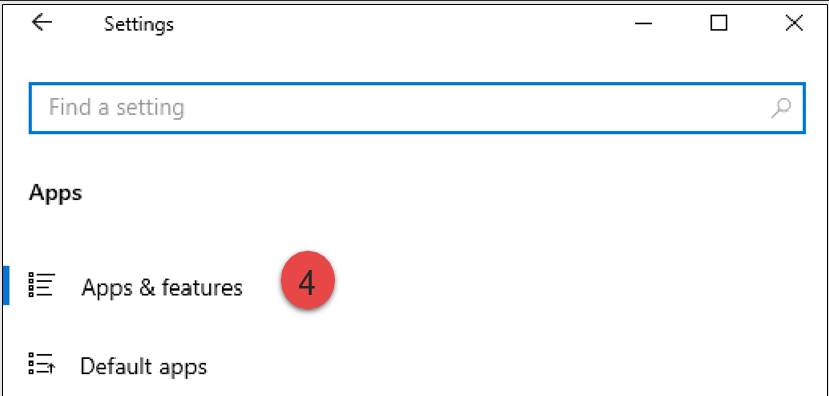 Settings
Find a setting
Apps
Apps & features 4
Default apps